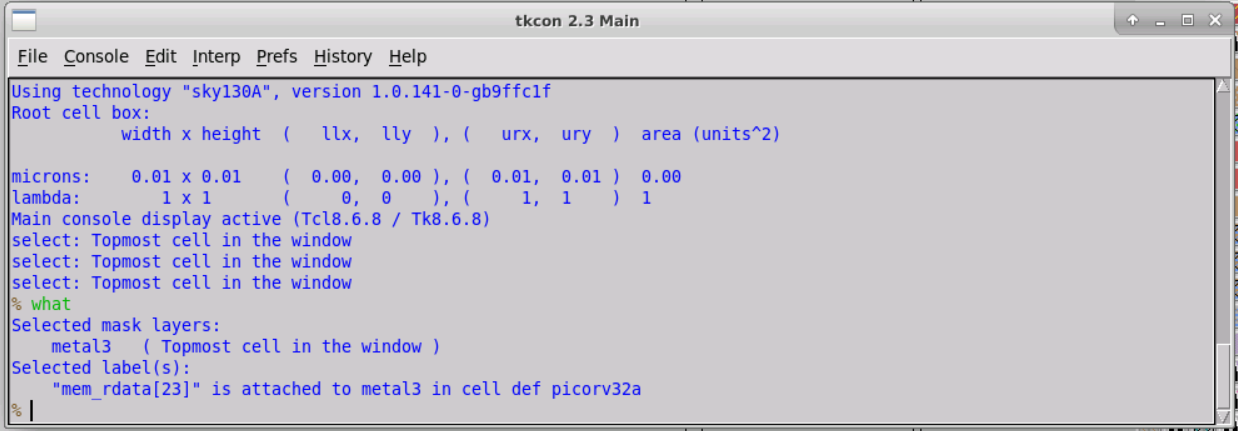 tkcon 2.3 Main
File Console Edit Interp Prefs History Help
Using technology "sky130A", version 1.0.141-0-gb9ffc1f
Root cell box:
width x height ( llx, lly ), ( urx, ury ) area (units^2)
microns: 0.01 x 0.01 ( 0.00, 0.00 ), ( 0.01, 0.01 ) 0.00
lambda: 1 x 1 ( 0, 0 ), ( 1, 1 ) 1
Main console display active (Tcl8.6.8 / Tk8.6.8)
select: Topmost cell in the window
select: Topmost cell in the window
select: Topmost cell in the window
% what
Selected mask layers:
metal3 ( Topmost cell in the window )
Selected label(s):
"mem_rdata[23]" is attached to metal3 in cell def picorv32a
%